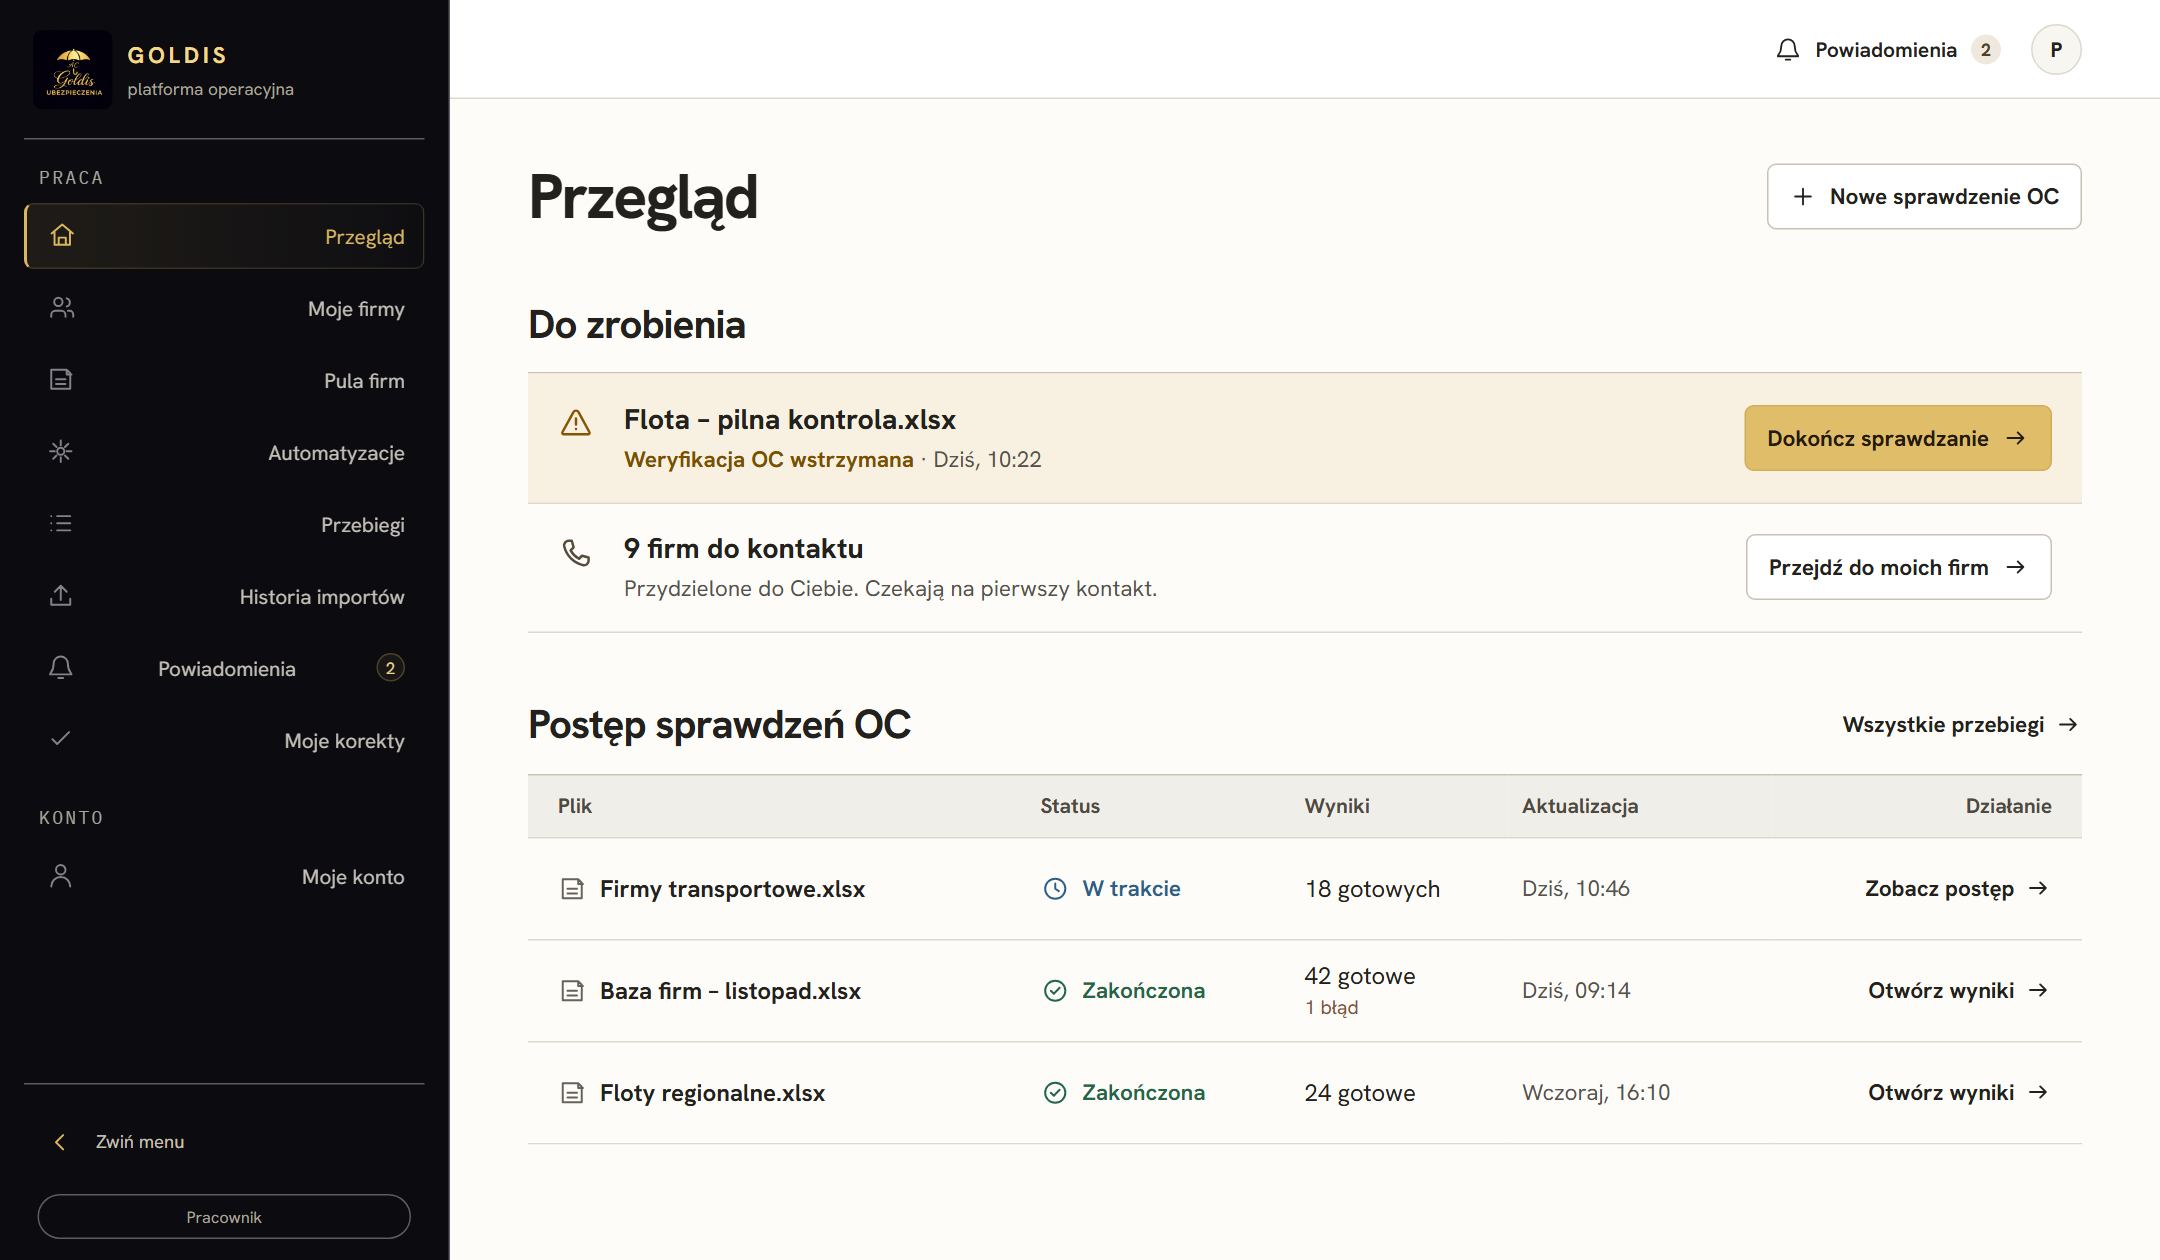 Goldis
UBEZPIECZENIA
GOLDIS
platforma operacyjna
PRACA
Przegląd
Moje firmy
Pula firm
Automatyzacje
Przebiegi
Historia importów
Powiadomienia 2
Moje korekty
KONTO
Moje konto
Zwiń menu
Pracownik
Powiadomienia 2 P
Przegląd
+ Nowe sprawdzenie OC
Do zrobienia
Flota – pilna kontrola.xlsx
Weryfikacja OC wstrzymana · Dziś, 10:22
Dokończ sprawdzanie →
9 firm do kontaktu
Przydzielone do Ciebie. Czekają na pierwszy kontakt.
Przejdź do moich firm →
Postęp sprawdzeń OC
Wszystkie przebiegi →
Plik Status Wyniki Aktualizacja Działanie
Firmy transportowe.xlsx W trakcie 18 gotowych Dziś, 10:46 Zobacz postęp →
Baza firm – listopad.xlsx Zakończona 42 gotowe Dziś, 09:14 Otwórz wyniki →
1 błąd
Floty regionalne.xlsx Zakończona 24 gotowe Wczoraj, 16:10 Otwórz wyniki →